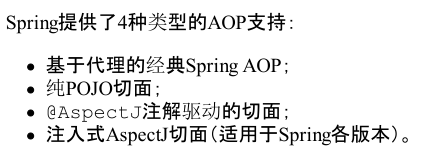 Spring提供了4种类型的AOP支持：
• 基于代理的经典Spring AOP；
• 纯POJO切面；
• @AspectJ注解驱动的切面；
• 注入式AspectJ切面（适用于Spring各版本）。